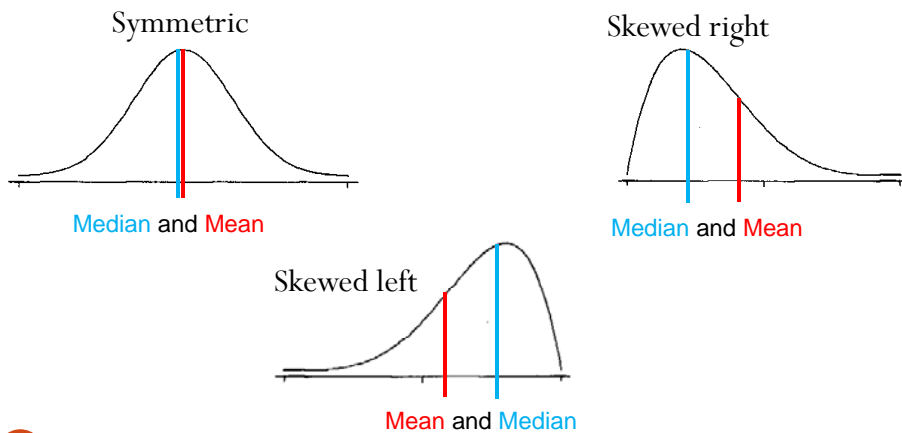 Symmetric
Skewed right
Median and Mean
Median and Mean
Skewed left
Mean and Median